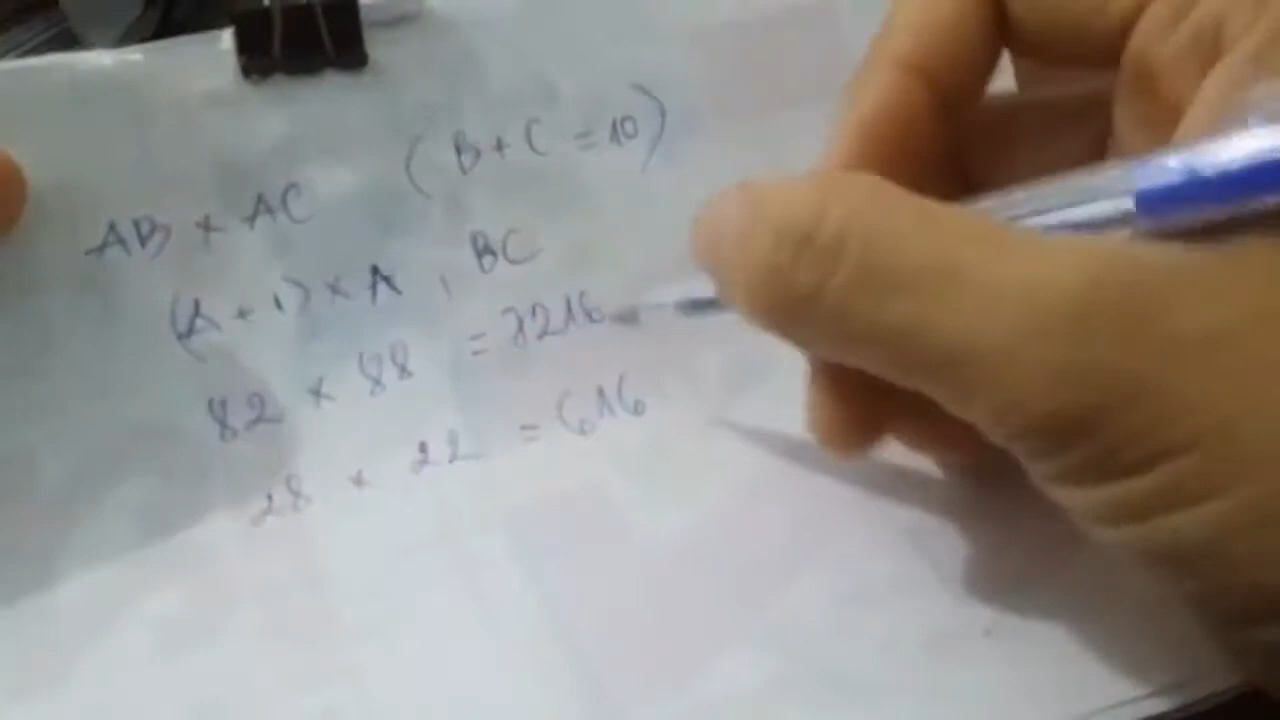 AB × AC (B + C = 10)
(A + 1) × A , BC
82 × 88 = 7216
28 × 22 = 616